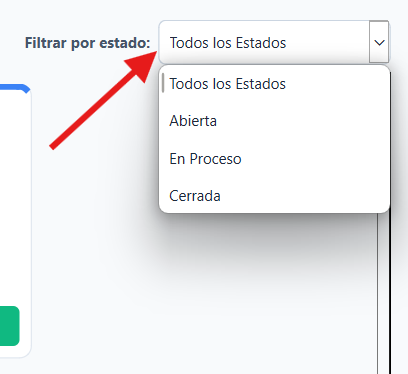 Filtrar por estado: Todos los Estados
Todos los Estados
Abierta
En Proceso
Cerrada